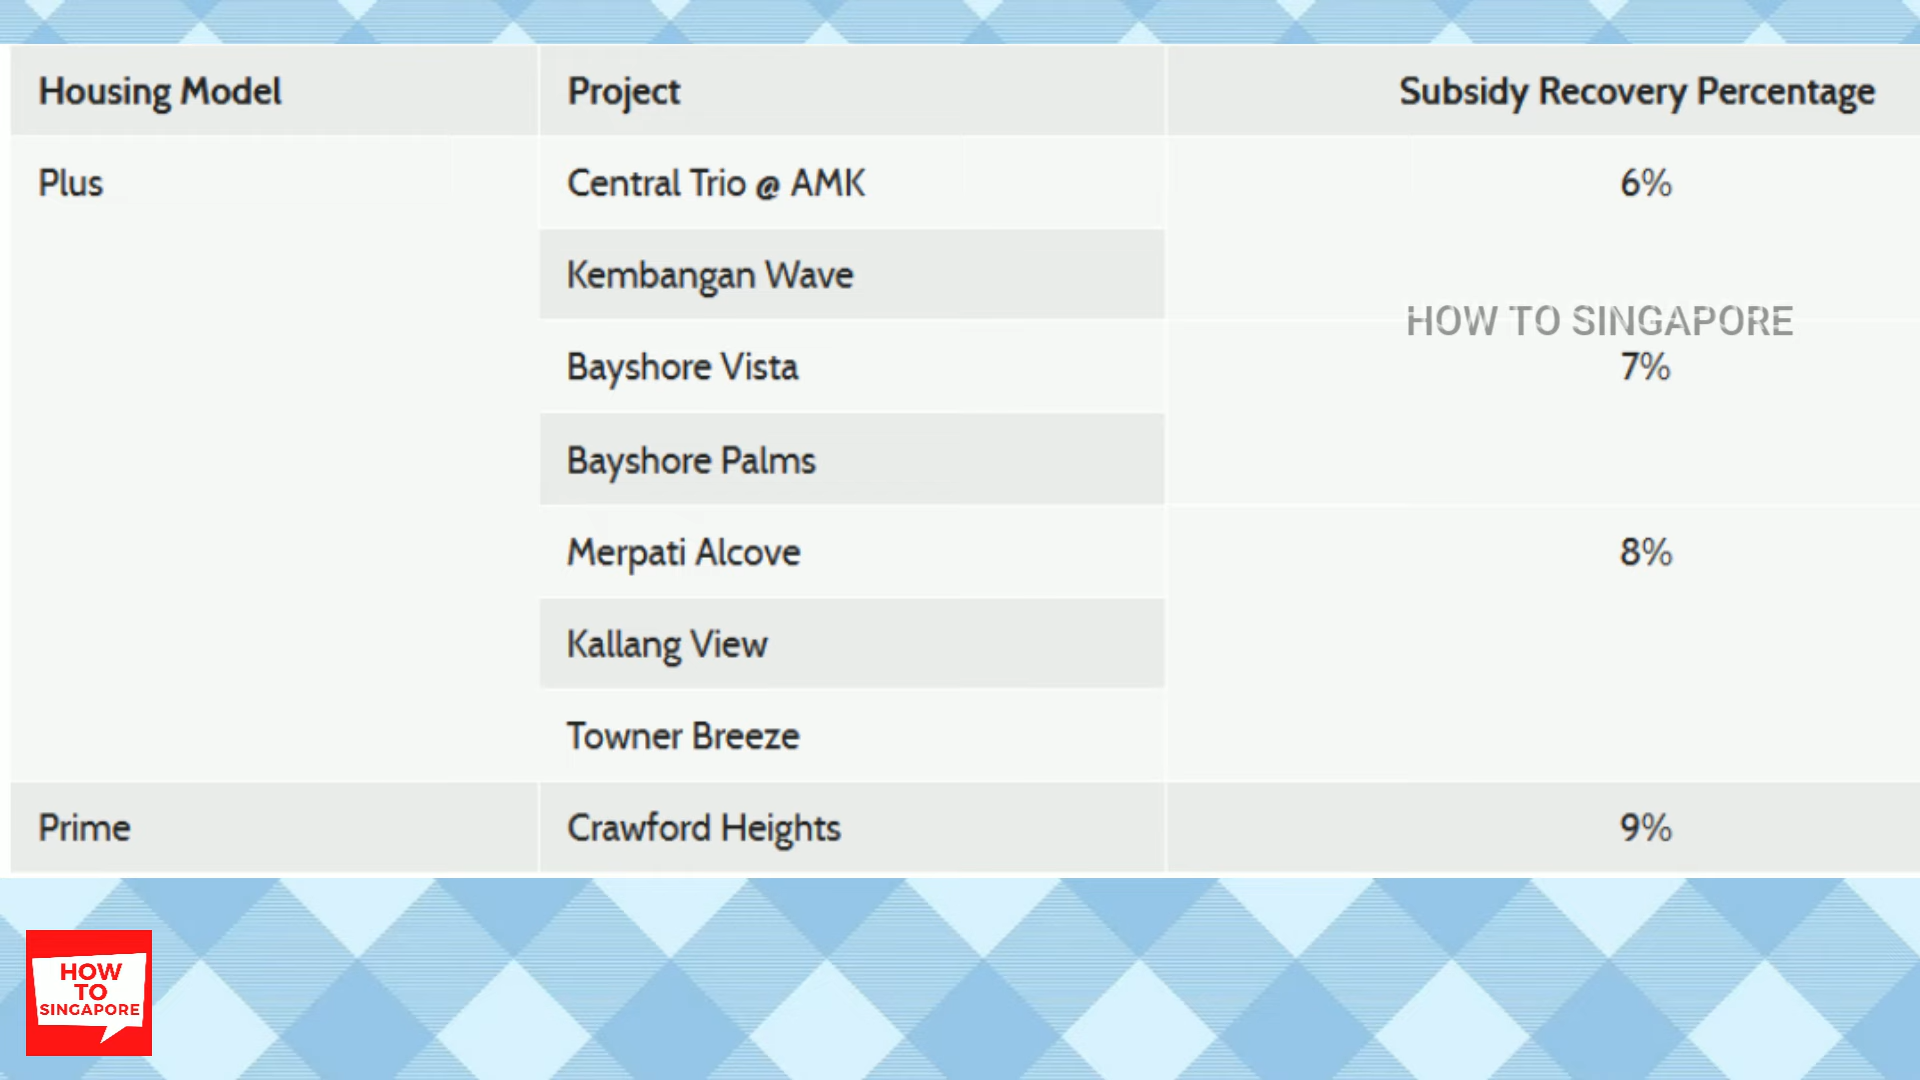 Housing Model Project Subsidy Recovery Percentage
Plus Central Trio @ AMK 6%
Kembangan Wave
HOW TO SINGAPORE
Bayshore Vista 7%
Bayshore Palms
Merpati Alcove 8%
Kallang View
Towner Breeze
Prime Crawford Heights 9%
HOW
TO
SINGAPORE